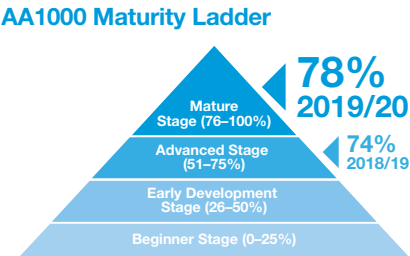 AA1000 Maturity Ladder
78%
2019/20
Mature
Stage (76–100%)
74%
2018/19
Advanced Stage
(51–75%)
Early Development
Stage (26–50%)
Beginner Stage (0–25%)